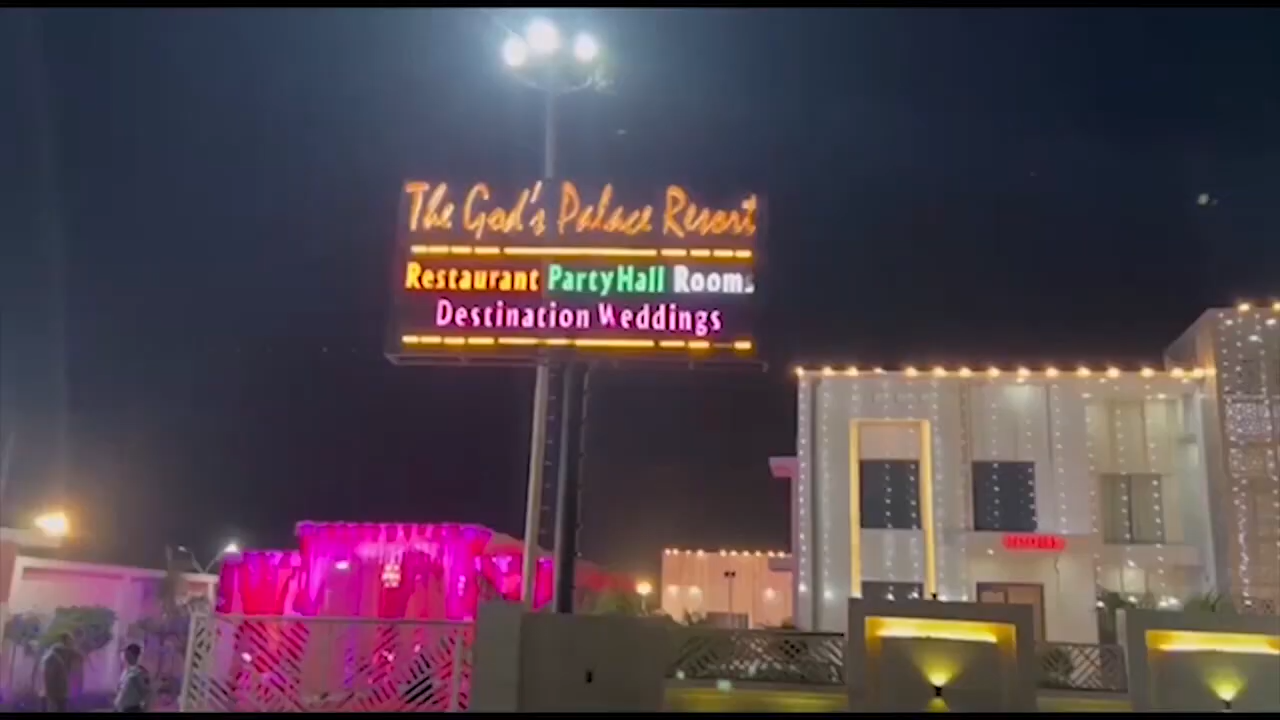 The God's Palace Resort
Restaurant PartyHall Rooms
Destination Weddings